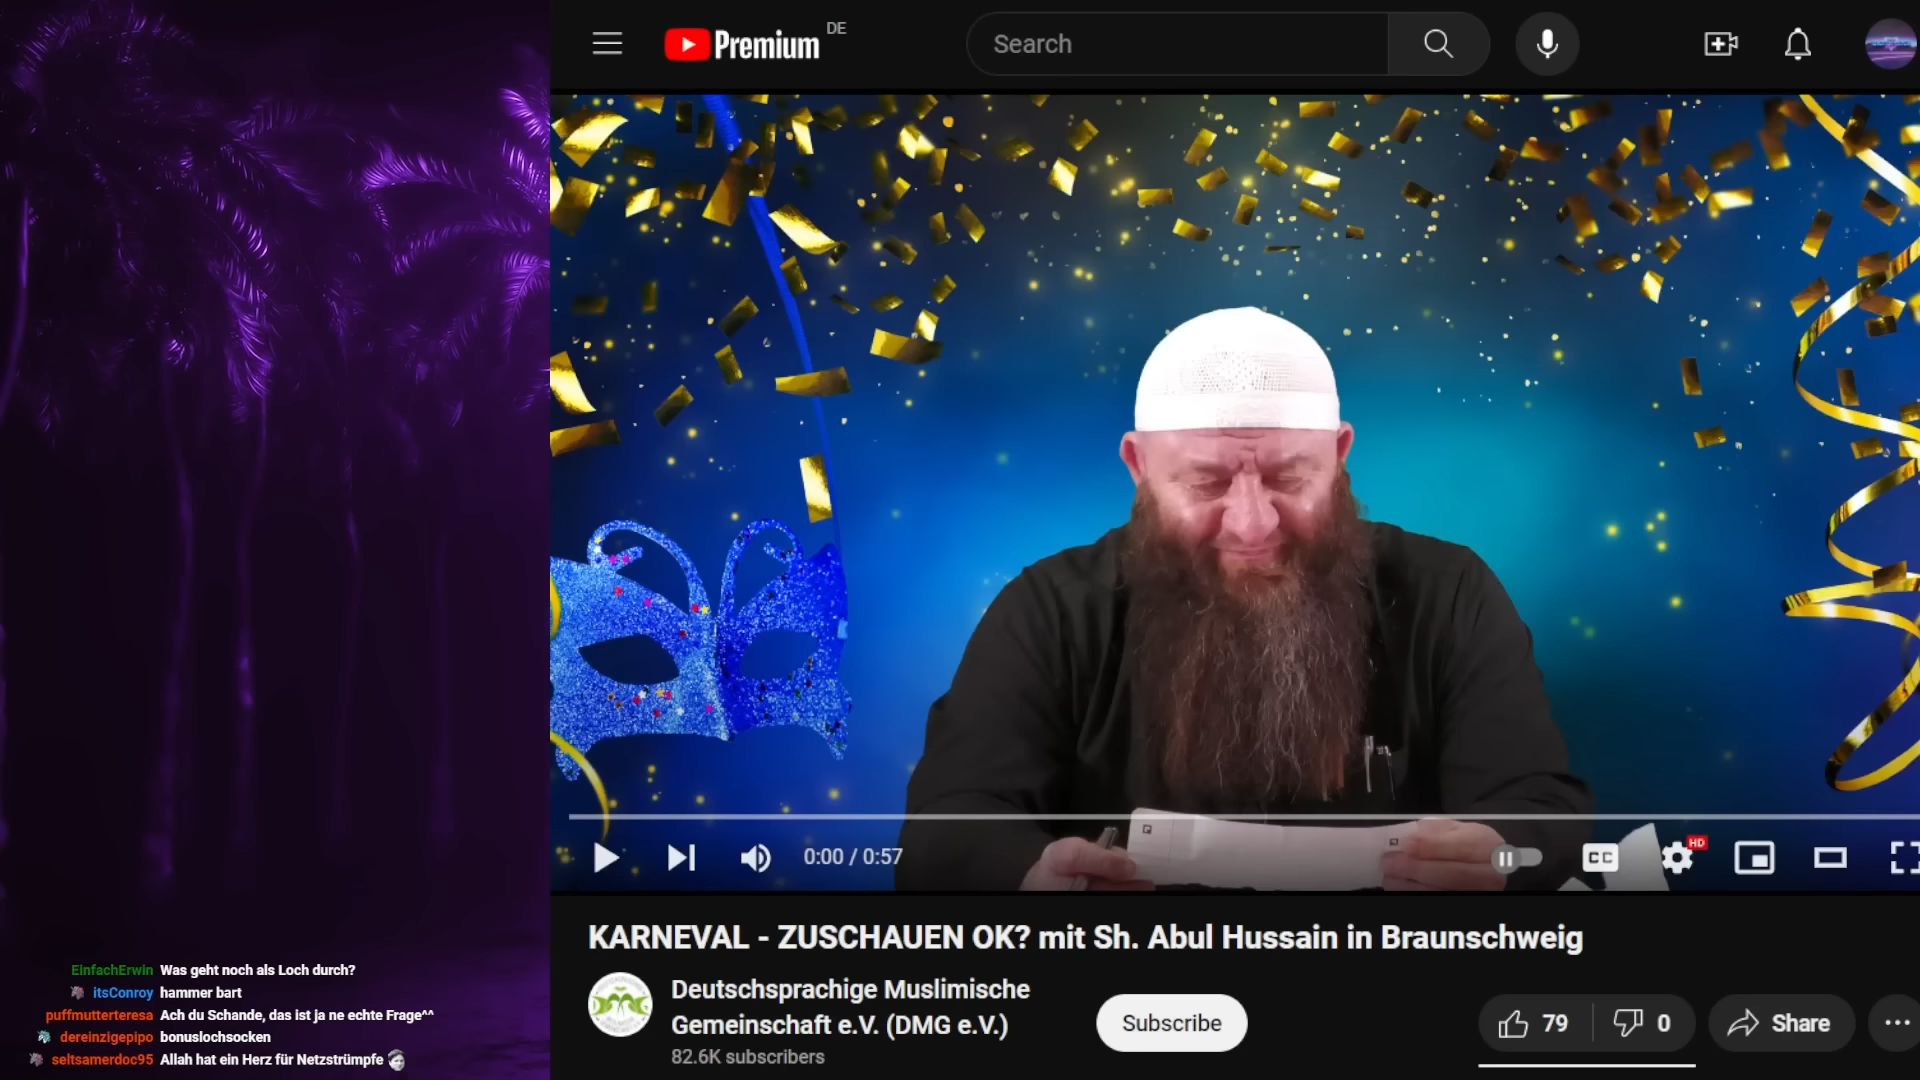 Premium DE
Search
0:00 / 0:57
CC
HD
KARNEVAL - ZUSCHAUEN OK? mit Sh. Abul Hussain in Braunschweig
Deutschsprachige Muslimische
Gemeinschaft e.V. (DMG e.V.)
82.6K subscribers
Subscribe
79
0
Share
EinfachErwin Was geht noch als Loch durch?
itsConroy hammer bart
puffmutterteresa Ach du Schande, das ist ja ne echte Frage^^
dereinzigepipo bonuslochsocken
seltsamerdoc95 Allah hat ein Herz für Netzstrümpfe